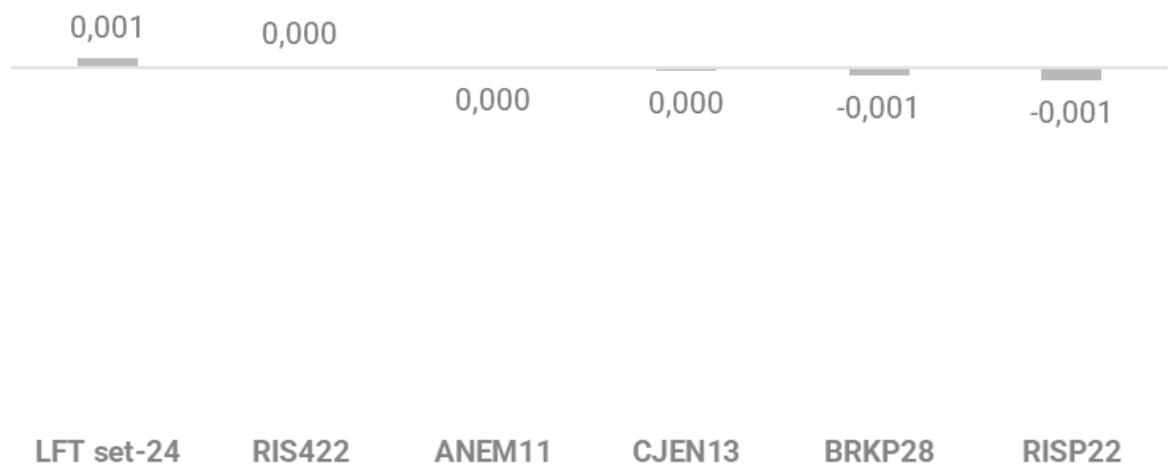 0,001
0,000
0,000
0,000
-0,001
-0,001
LFT set-24
RIS422
ANEM11
CJEN13
BRKP28
RISP22